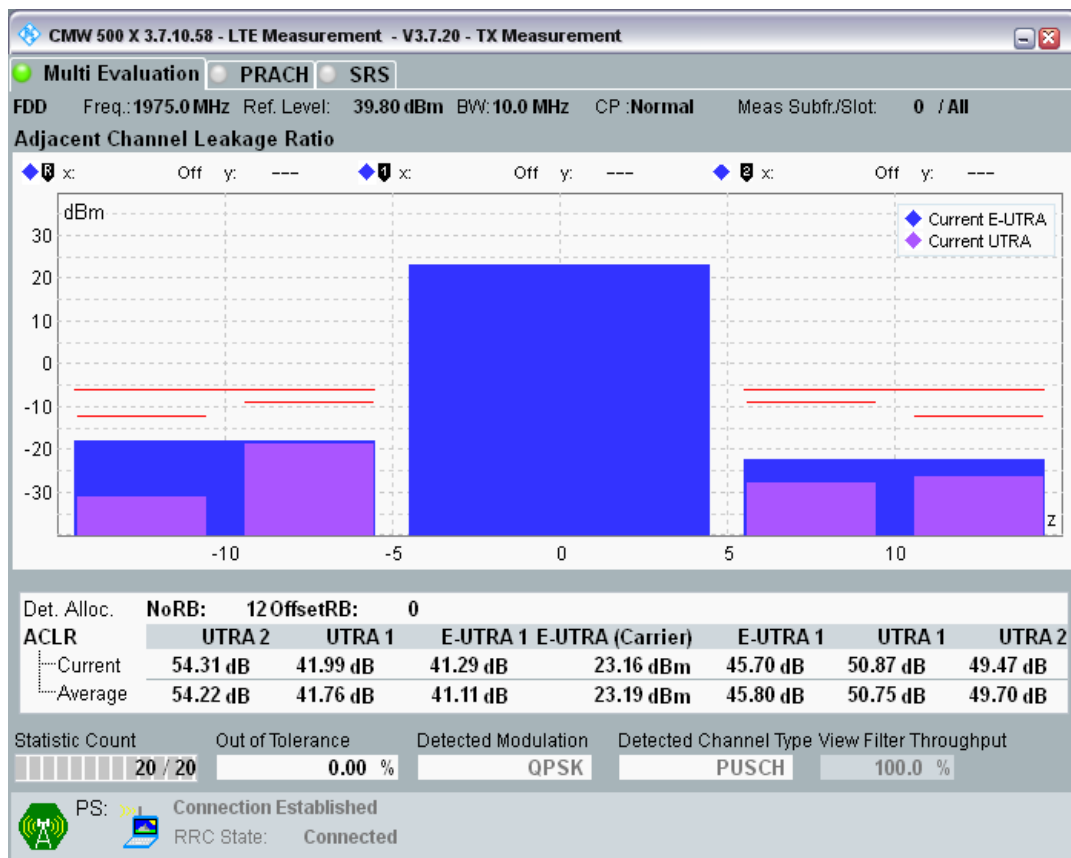 CMW 500 X 3.7.10.58 - LTE Measurement - V3.7.20 - TX Measurement
Multi Evaluation PRACH SRS
FDD Freq.:1975.0 MHz Ref. Level: 39.80 dBm BW:10.0 MHz CP :Normal Meas Subfr./Slot: 0 / All
Adjacent Channel Leakage Ratio
R x: Off y: --- 1 x: Off y: --- 2 x: Off y: ---
dBm
Current E-UTRA
Current UTRA
30
20
10
0
-10
-20
-30
z
-10 -5 0 5 10
Det. Alloc. NoRB: 12 OffsetRB: 0
ACLR UTRA 2 UTRA 1 E-UTRA 1 E-UTRA (Carrier) E-UTRA 1 UTRA 1 UTRA 2
Current 54.31 dB 41.99 dB 41.29 dB 23.16 dBm 45.70 dB 50.87 dB 49.47 dB
Average 54.22 dB 41.76 dB 41.11 dB 23.19 dBm 45.80 dB 50.75 dB 49.70 dB
Statistic Count Out of Tolerance Detected Modulation Detected Channel Type View Filter Throughput
20 / 20 0.00 % QPSK PUSCH 100.0 %
PS: Connection Established
RRC State: Connected